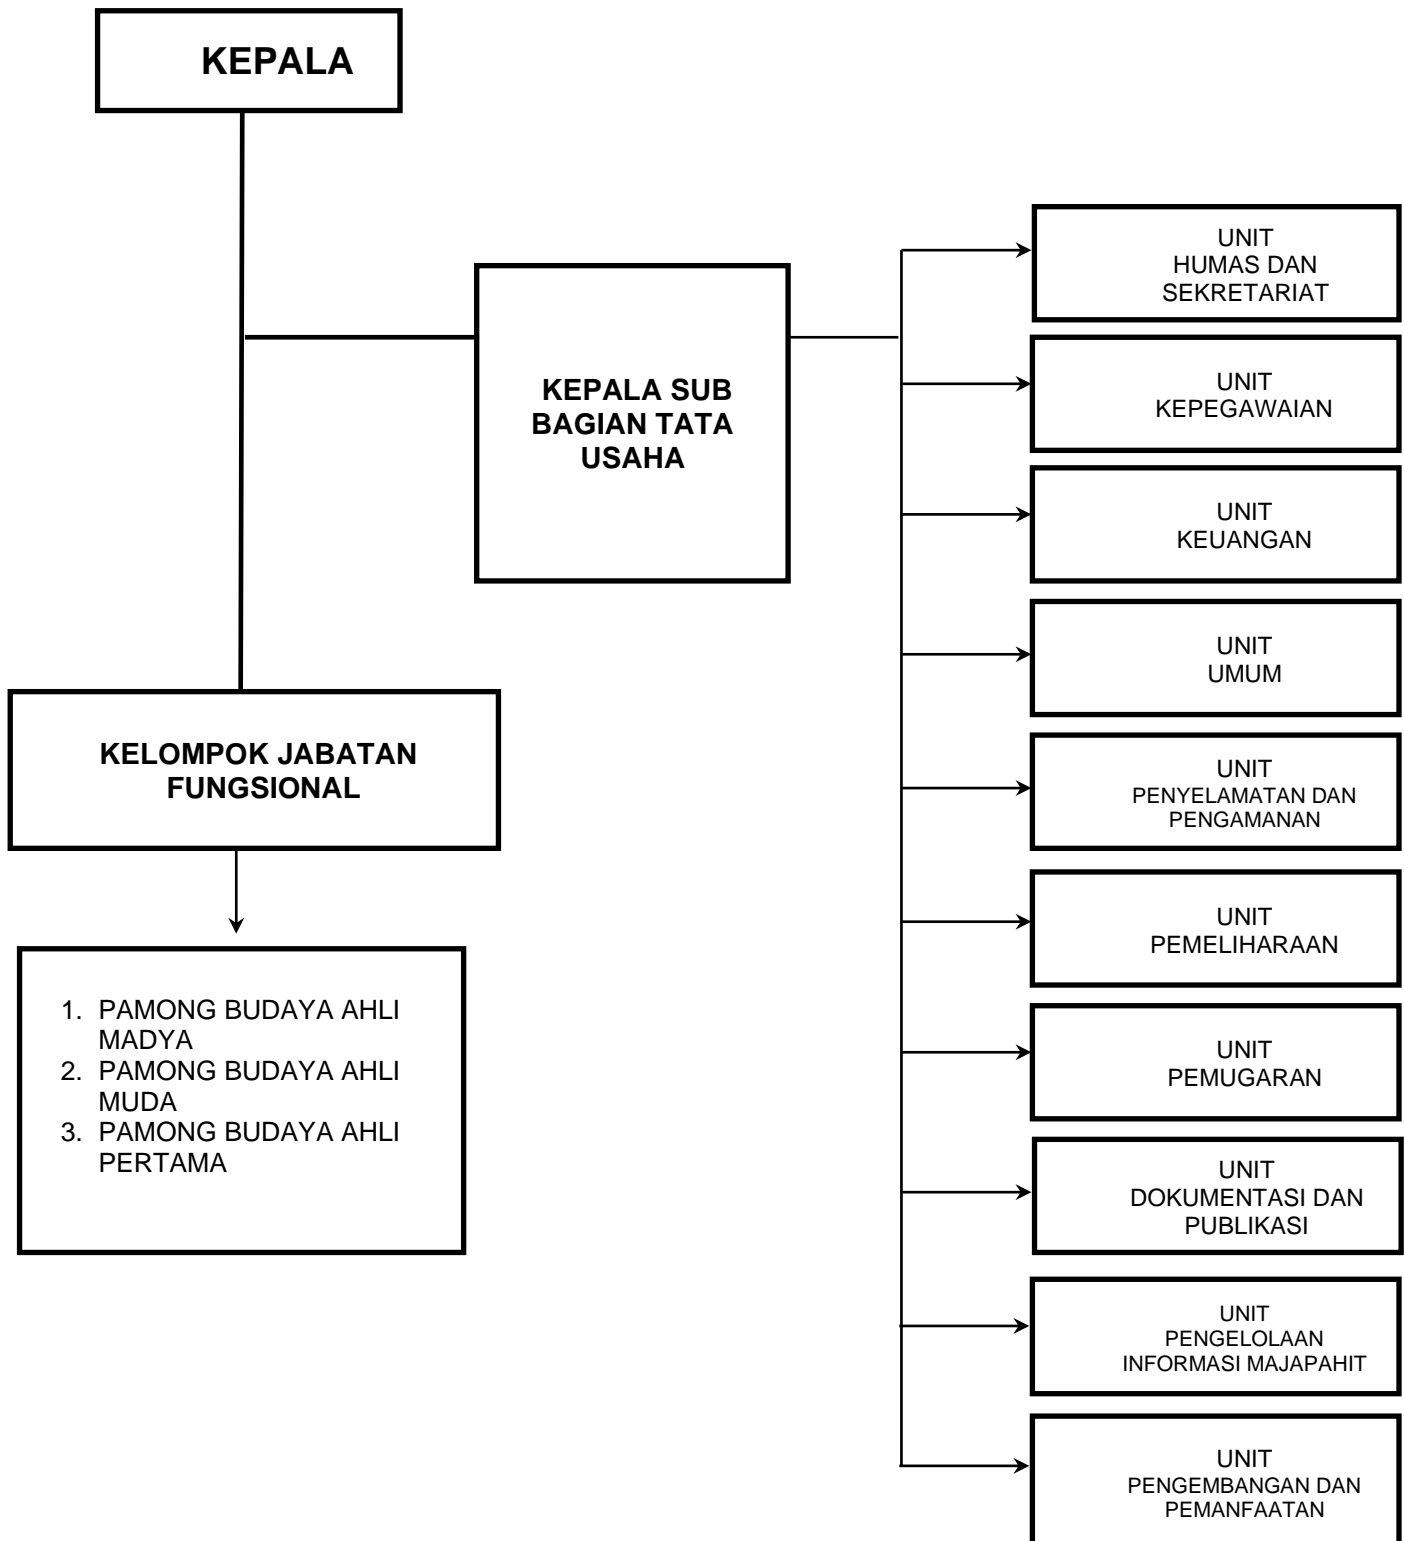 KEPALA
KEPALA SUB
BAGIAN TATA
USAHA
KELOMPOK JABATAN
FUNGSIONAL
1. PAMONG BUDAYA AHLI
MADYA
2. PAMONG BUDAYA AHLI
MUDA
3. PAMONG BUDAYA AHLI
PERTAMA
UNIT
HUMAS DAN
SEKRETARIAT
UNIT
KEPEGAWAIAN
UNIT
KEUANGAN
UNIT
UMUM
UNIT
PENYELAMATAN DAN
PENGAMANAN
UNIT
PEMELIHARAAN
UNIT
PEMUGARAN
UNIT
DOKUMENTASI DAN
PUBLIKASI
UNIT
PENGELOLAAN
INFORMASI MAJAPAHIT
UNIT
PENGEMBANGAN DAN
PEMANFAATAN